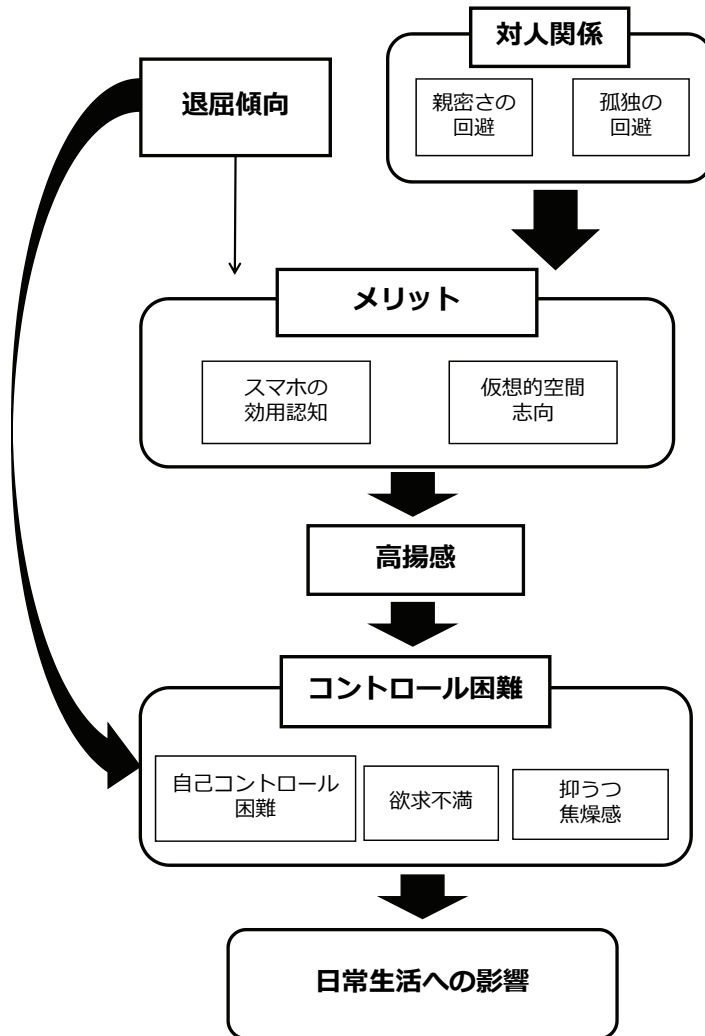 対人関係
退屈傾向
親密さの
回避
孤独の
回避
メリット
スマホの
効用認知
仮想的空間
志向
高揚感
コントロール困難
自己コントロール
困難
欲求不満
抑うつ
焦燥感
日常生活への影響